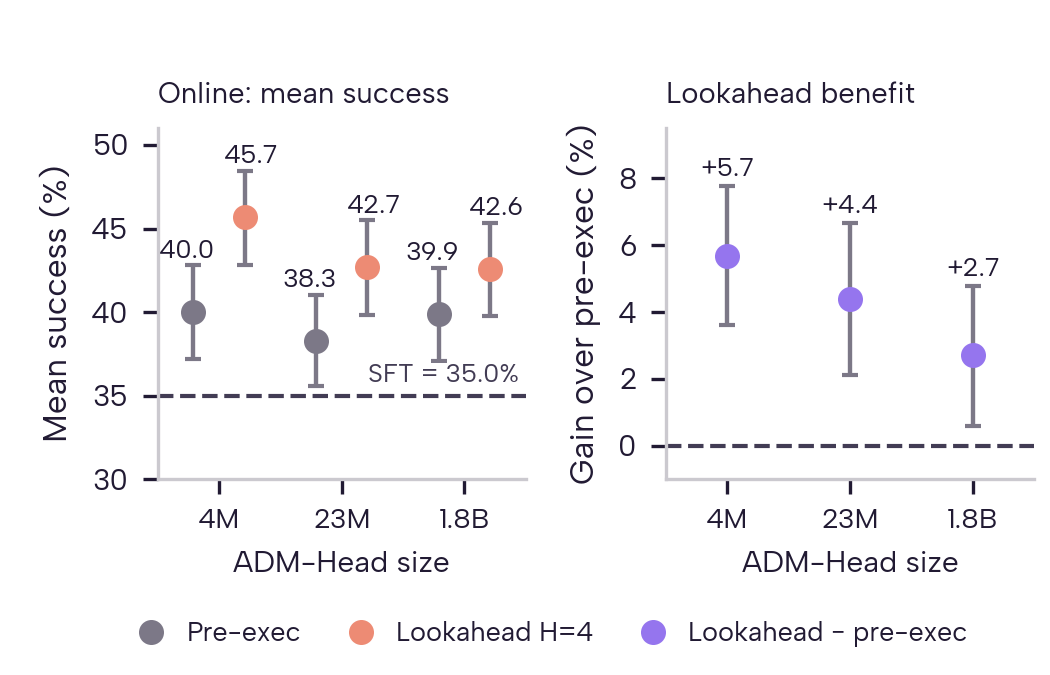 Online: mean success
Mean success (%)
50
45
40
35
30
40.0
45.7
38.3
42.7
39.9
42.6
SFT = 35.0%
4M
23M
1.8B
ADM-Head size
Lookahead benefit
Gain over pre-exec (%)
8
6
4
2
0
+5.7
+4.4
+2.7
4M
23M
1.8B
ADM-Head size
Pre-exec
Lookahead H=4
Lookahead - pre-exec